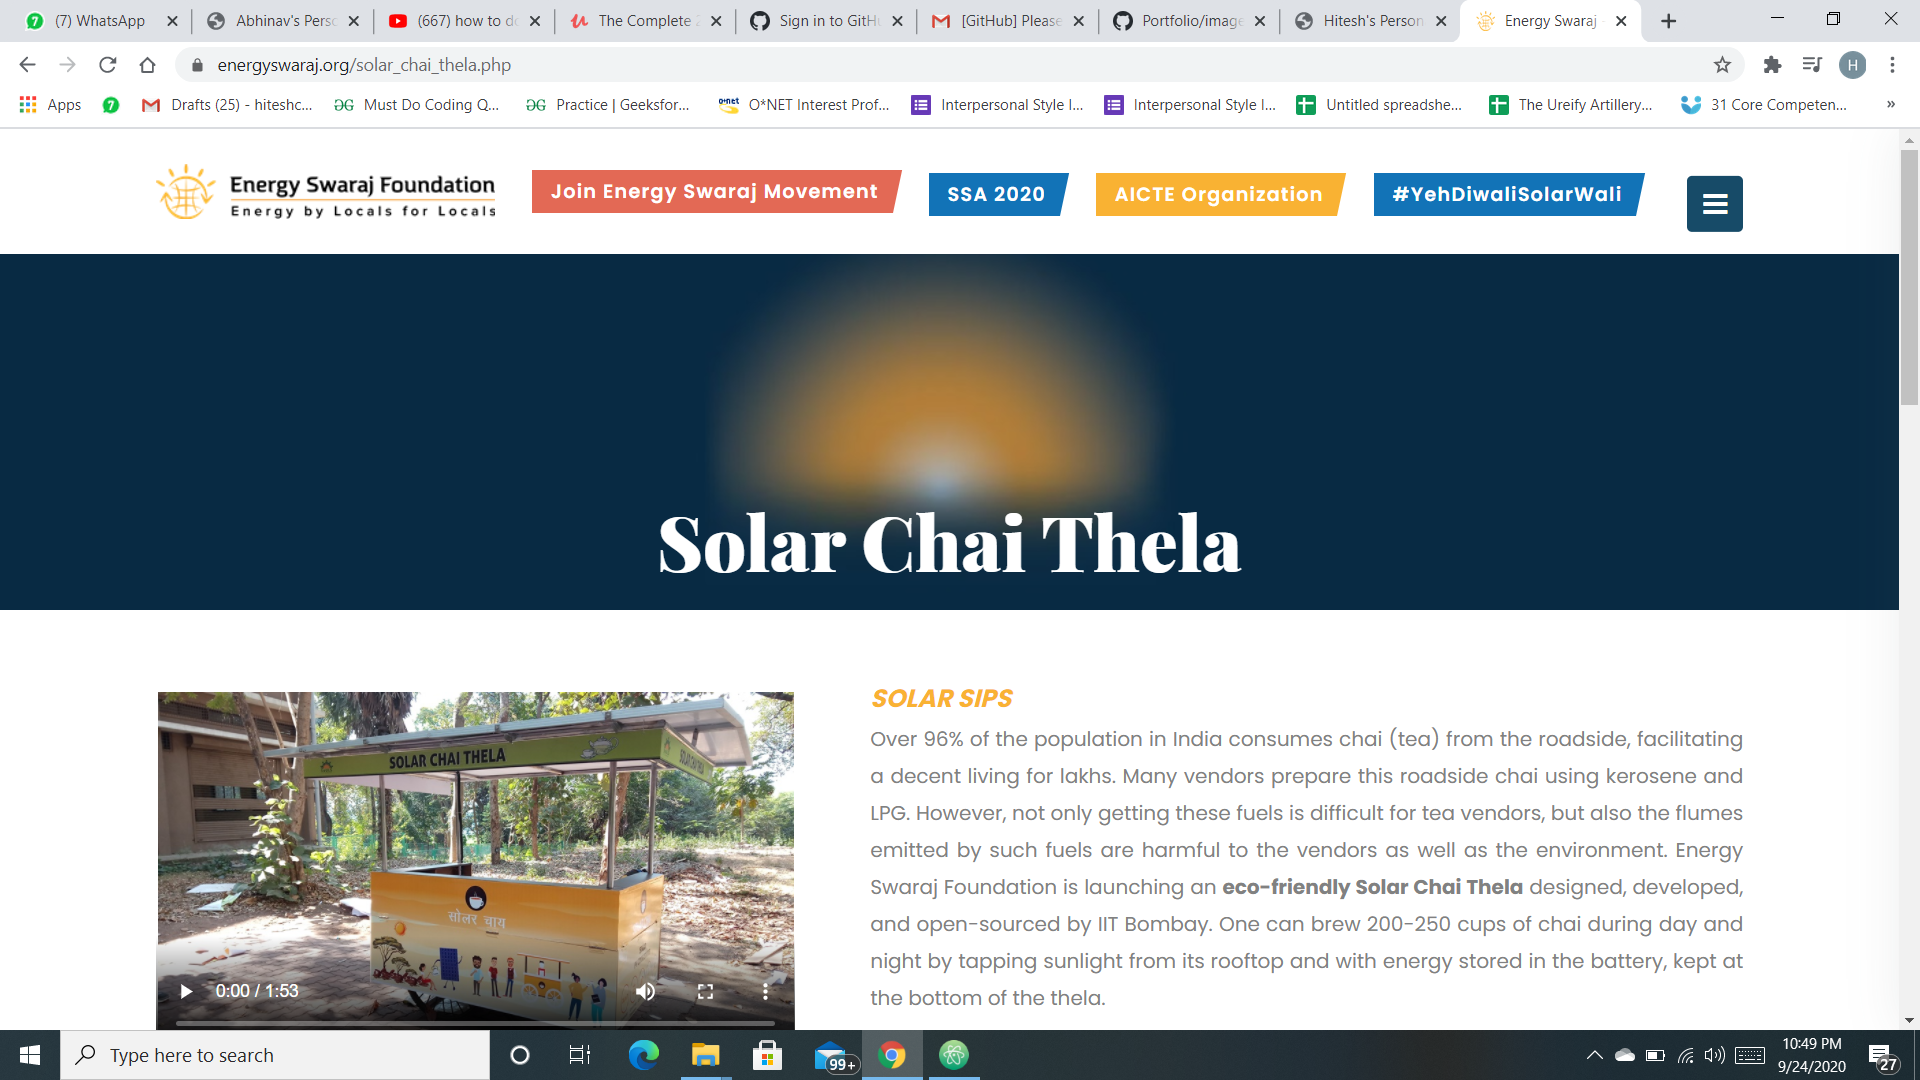 (7) WhatsApp
Abhinav's Perso
(667) how to do
The Complete 2
Sign in to GitHu
[GitHub] Please
Portfolio/image
Hitesh's Person
Energy Swaraj
energyswaraj.org/solar_chai_thela.php
H
Apps
7
Drafts (25) - hiteshc...
Must Do Coding Q...
Practice | Geeksfor...
O*NET Interest Prof...
Interpersonal Style I...
Interpersonal Style I...
Untitled spreadshe...
The Ureify Artillery...
31 Core Competen...
»
Energy Swaraj Foundation
Energy by Locals for Locals
Join Energy Swaraj Movement
SSA 2020
AICTE Organization
#YehDiwaliSolarWali
Solar Chai Thela
SOLAR CHAI THELA
SOLAR CHAI THELA
सोलर चाय
0:00 / 1:53
SOLAR SIPS
Over 96% of the population in India consumes chai (tea) from the roadside, facilitating
a decent living for lakhs. Many vendors prepare this roadside chai using kerosene and
LPG. However, not only getting these fuels is difficult for tea vendors, but also the flumes
emitted by such fuels are harmful to the vendors as well as the environment. Energy
Swaraj Foundation is launching an eco-friendly Solar Chai Thela designed, developed,
and open-sourced by IIT Bombay. One can brew 200-250 cups of chai during day and
night by tapping sunlight from its rooftop and with energy stored in the battery, kept at
the bottom of the thela.
Type here to search
99+
10:49 PM
9/24/2020
27